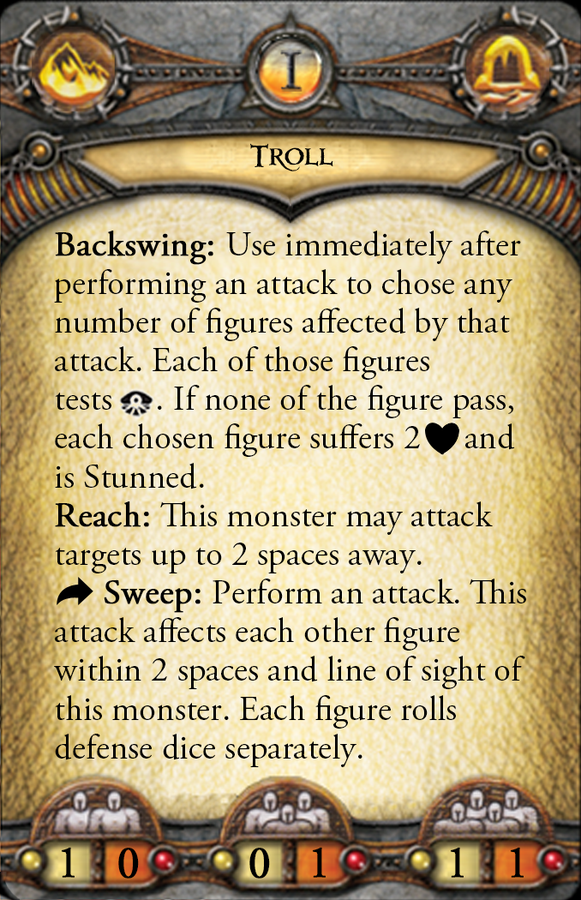 I
Troll
Backswing: Use immediately after
performing an attack to chose any
number of figures affected by that
attack. Each of those figures
tests . If none of the figure pass,
each chosen figure suffers 2 and
is Stunned.
Reach: This monster may attack
targets up to 2 spaces away.
Sweep: Perform an attack. This
attack affects each other figure
within 2 spaces and line of sight of
this monster. Each figure rolls
defense dice separately.
1 0 0 1 1 1